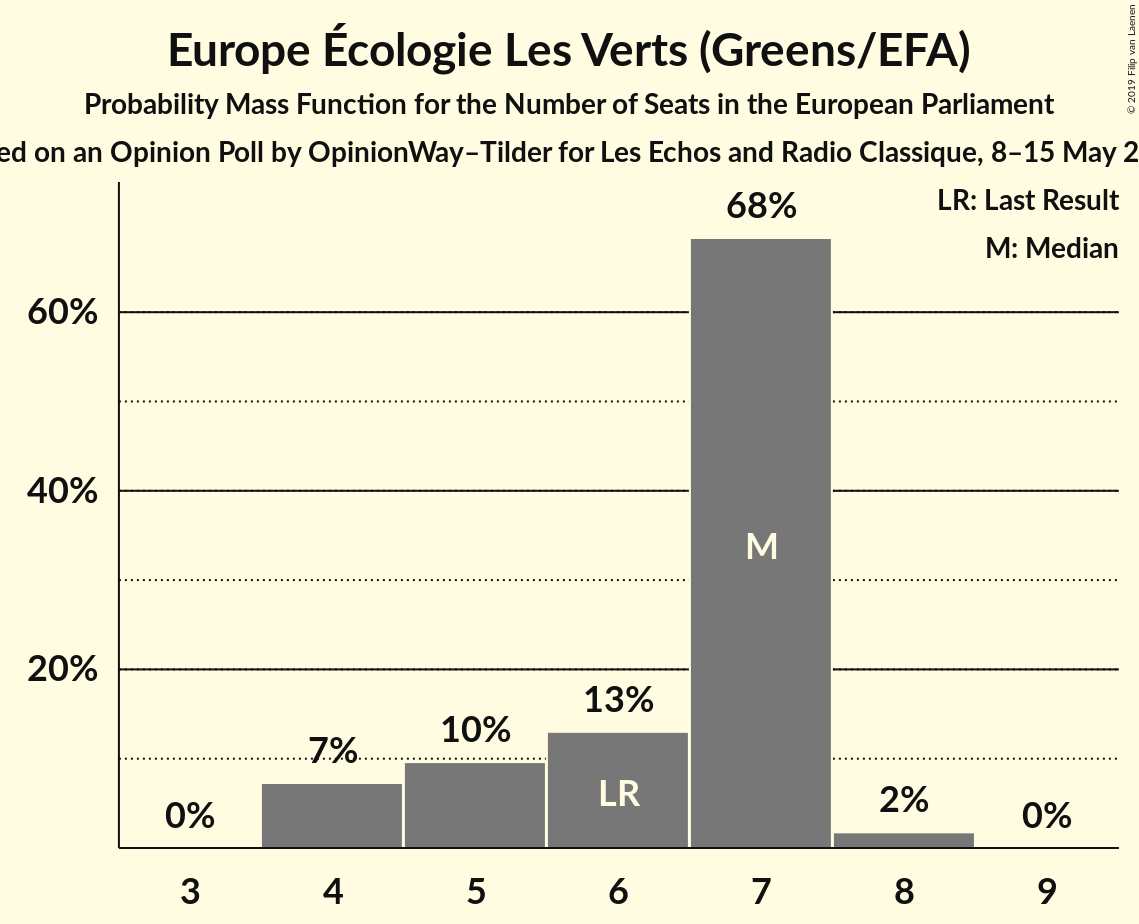 Europe Écologie Les Verts (Greens/EFA)
Probability Mass Function for the Number of Seats in the European Parliament
ed on an Opinion Poll by OpinionWay–Tilder for Les Echos and Radio Classique, 8–15 May 2
© 2019 Filip van Laenen
LR: Last Result
M: Median
68%
60%
40%
M
20%
13%
10%
7%
LR
2%
0%
0%
3 4 5 6 7 8 9